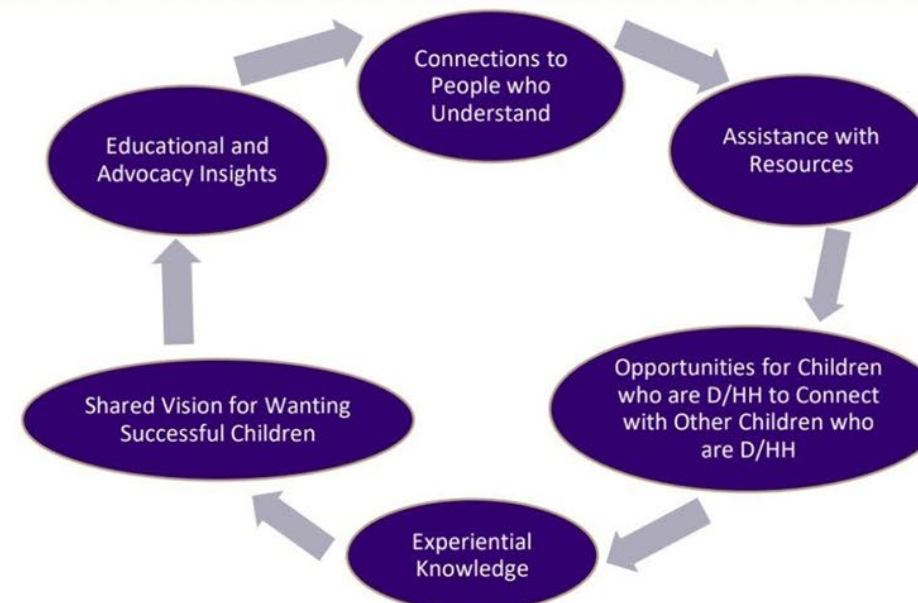 Connections to
People who
Understand
Assistance with
Resources
Opportunities for Children
who are D/HH to Connect
with Other Children who
are D/HH
Experiential
Knowledge
Shared Vision for Wanting
Successful Children
Educational and
Advocacy Insights